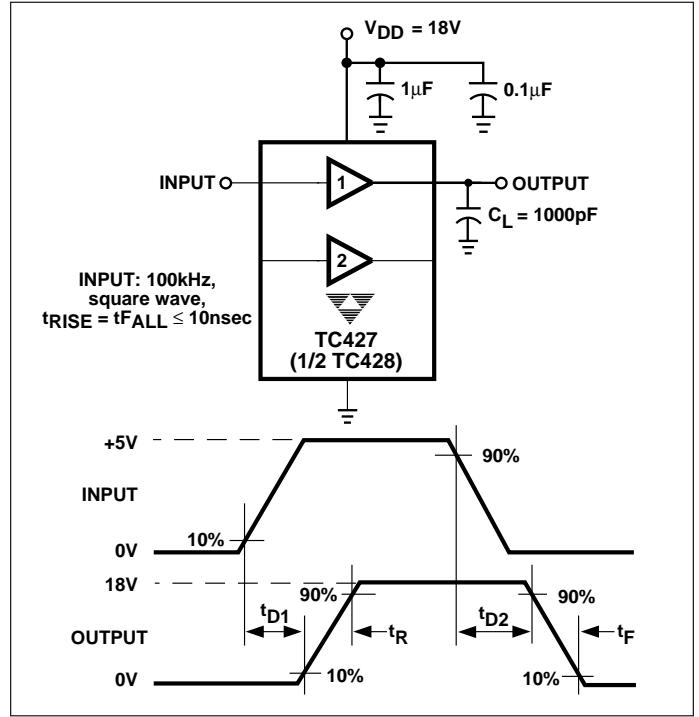 VDD = 18V
1μF
0.1μF
INPUT
1
OUTPUT
CL = 1000pF
2
INPUT: 100kHz,
square wave,
tRISE = tFALL ≤ 10nsec
TC427
(1/2 TC428)
+5V
INPUT
90%
10%
0V
18V
90%
tD1
tR
tD2
90%
tF
OUTPUT
10%
10%
0V